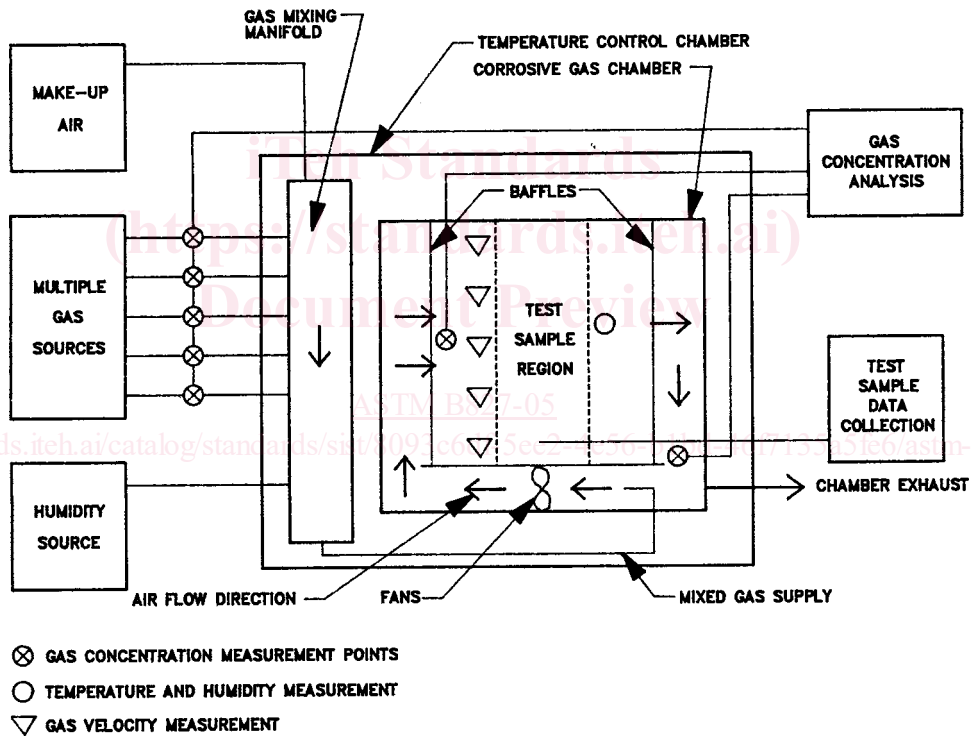 GAS MIXING
MANIFOLD
TEMPERATURE CONTROL CHAMBER
CORROSIVE GAS CHAMBER
MAKE-UP
AIR
GAS
CONCENTRATION
ANALYSIS
iTeh Standards
(https://standards.iteh.ai)
Document Preview
BAFFLES
MULTIPLE
GAS
SOURCES
TEST
SAMPLE
REGION
TEST
SAMPLE
DATA
COLLECTION
ASTM B827-05
HUMIDITY
SOURCE
CHAMBER EXHAUST
AIR FLOW DIRECTION
FANS
MIXED GAS SUPPLY
GAS CONCENTRATION MEASUREMENT POINTS
TEMPERATURE AND HUMIDITY MEASUREMENT
GAS VELOCITY MEASUREMENT